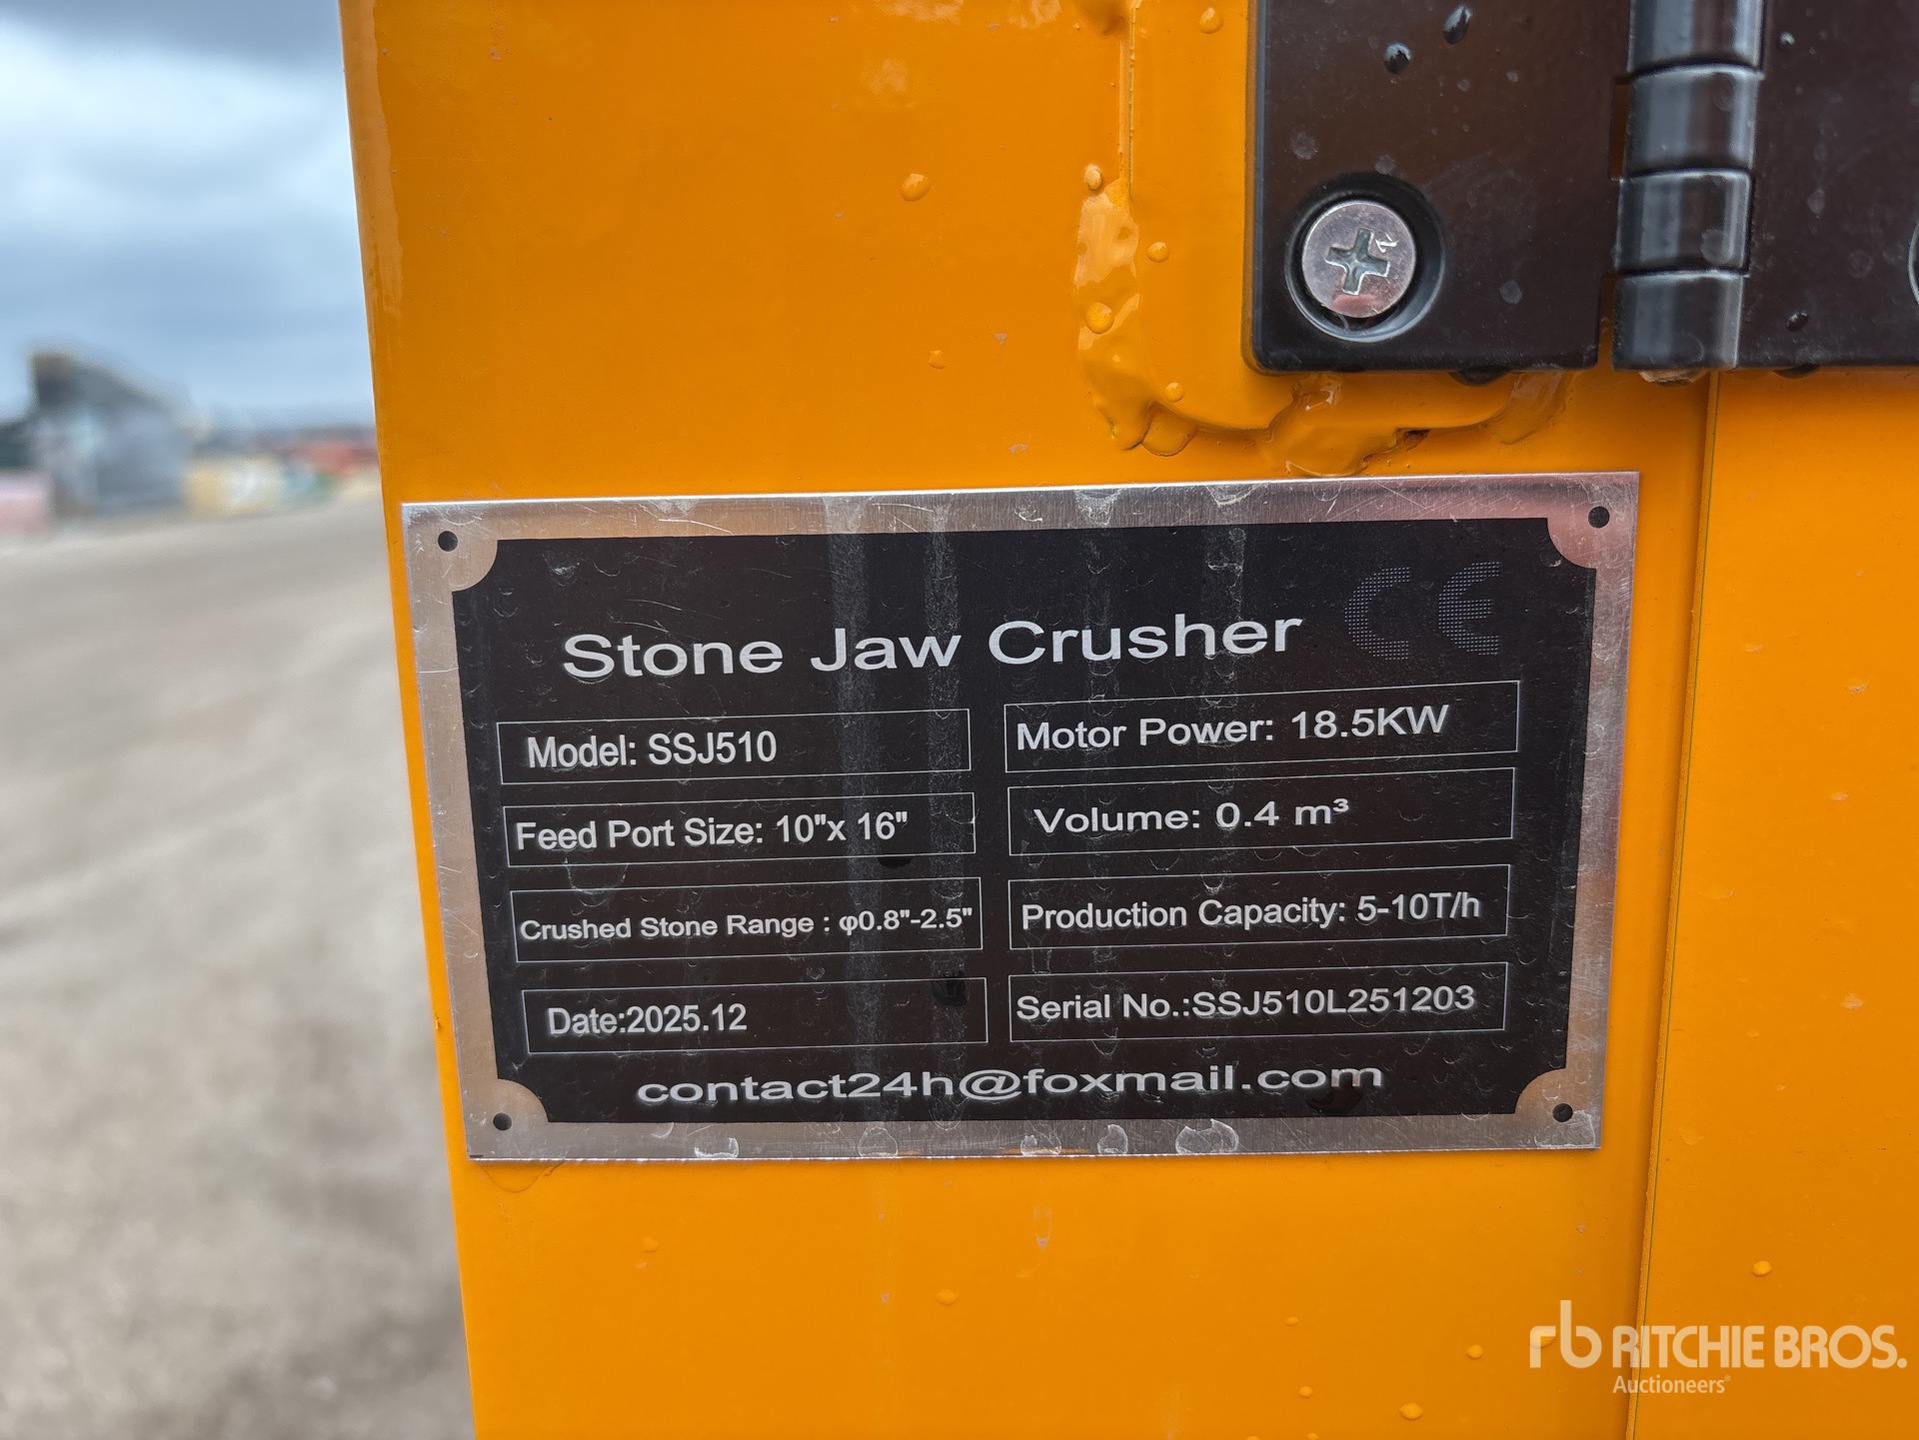 CE
Stone Jaw Crusher
Model: SSJ510
Motor Power: 18.5KW
Feed Port Size: 10"x 16"
Volume: 0.4 m³
Crushed Stone Range : φ0.8"-2.5"
Production Capacity: 5-10T/h
Date:2025.12
Serial No.:SSJ510L251203
contact24h@foxmail.com
rb RITCHIE BROS.
Auctioneers®